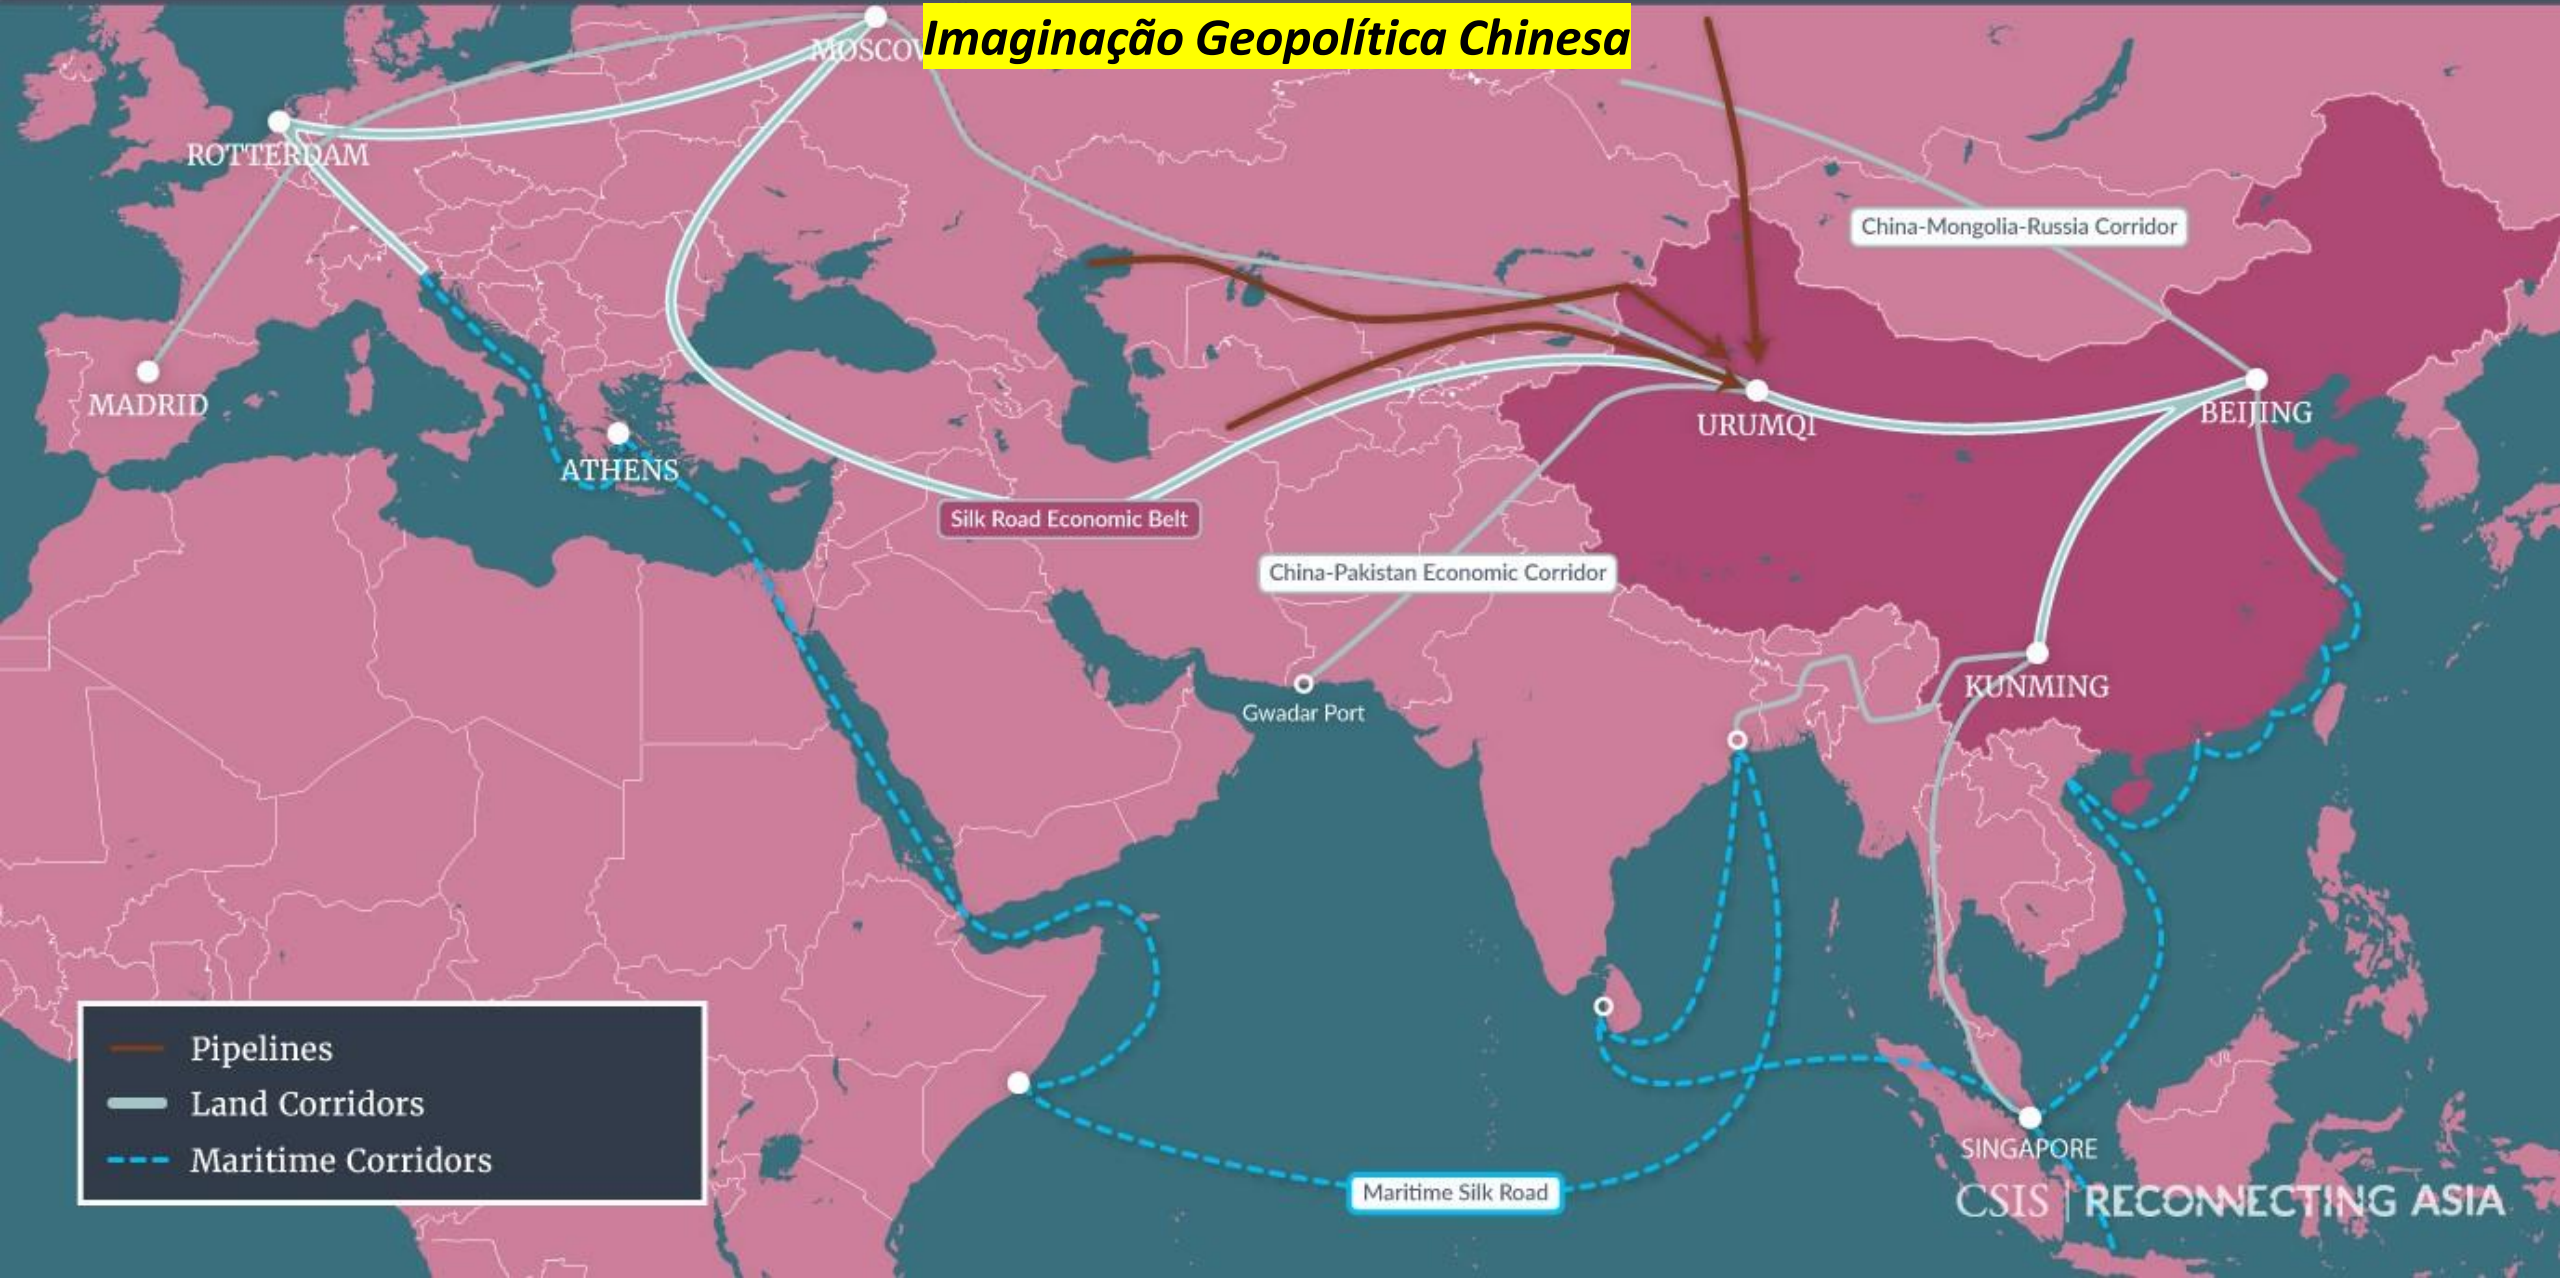 Imaginação Geopolítica Chinesa
MOSCOV
ROTTERDAM
China-Mongolia-Russia Corridor
MADRID
ATHENS
URUMQI
BEIJING
Silk Road Economic Belt
China-Pakistan Economic Corridor
Gwadar Port
KUNMING
Pipelines
Land Corridors
Maritime Corridors
SINGAPORE
Maritime Silk Road
CSIS | RECONNECTING ASIA